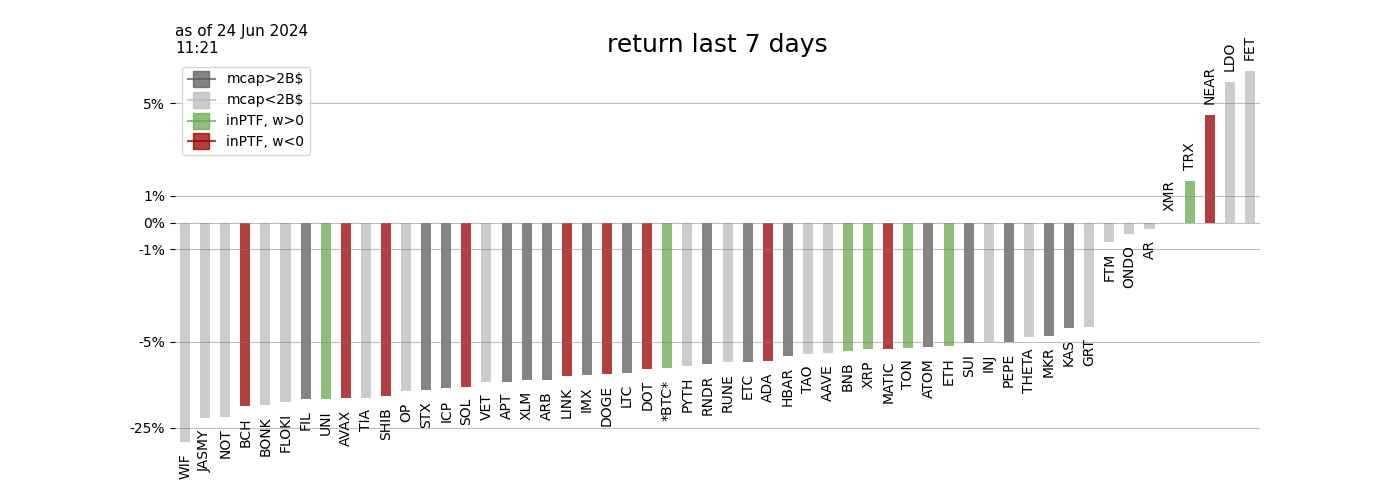 as of 24 Jun 2024
11:21
return last 7 days
mcap>2B$
mcap<2B$
inPTF, w>0
inPTF, w<0
5%
1%
0%
-1%
-5%
-25%
WIF
JASMY
NOT
BCH
BONK
FLOKI
FIL
UNI
AVAX
TIA
SHIB
OP
STX
ICP
SOL
VET
APT
XLM
ARB
LINK
IMX
DOGE
LTC
DOT
*BTC*
PYTH
RNDR
RUNE
ETC
ADA
HBAR
TAO
AAVE
BNB
XRP
MATIC
TON
ATOM
ETH
SUI
INJ
PEPE
THETA
MKR
KAS
GRT
FTM
ONDO
AR
XMR
TRX
NEAR
LDO
FET